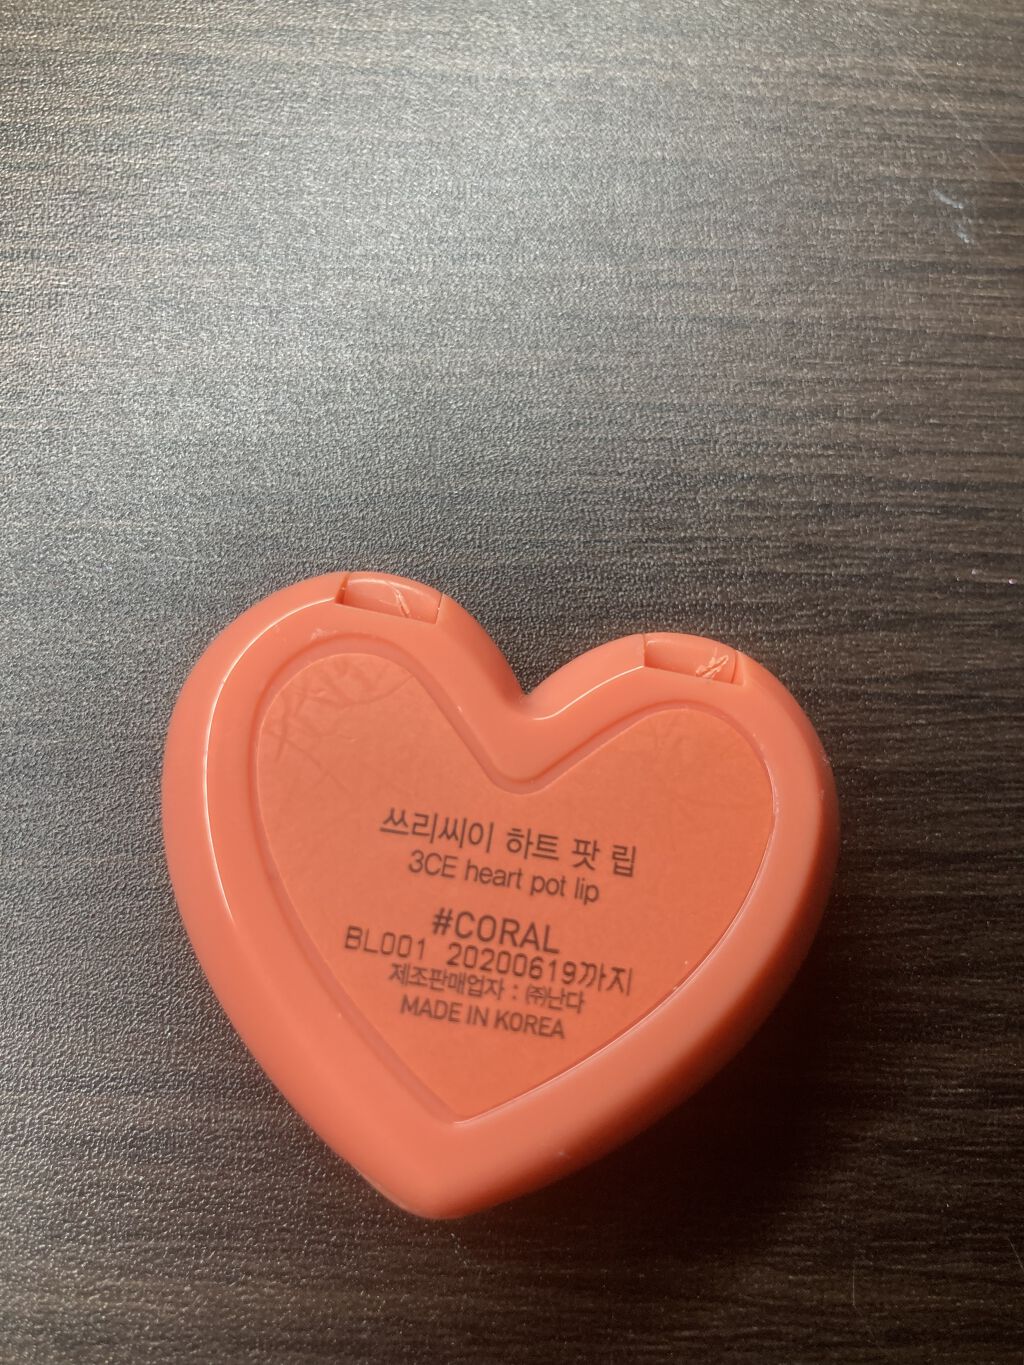 쓰리씨이 하트 팟 립
3CE heart pot lip
#CORAL
BL001 20200619까지
제조판매업자 : ㈜난다
MADE IN KOREA